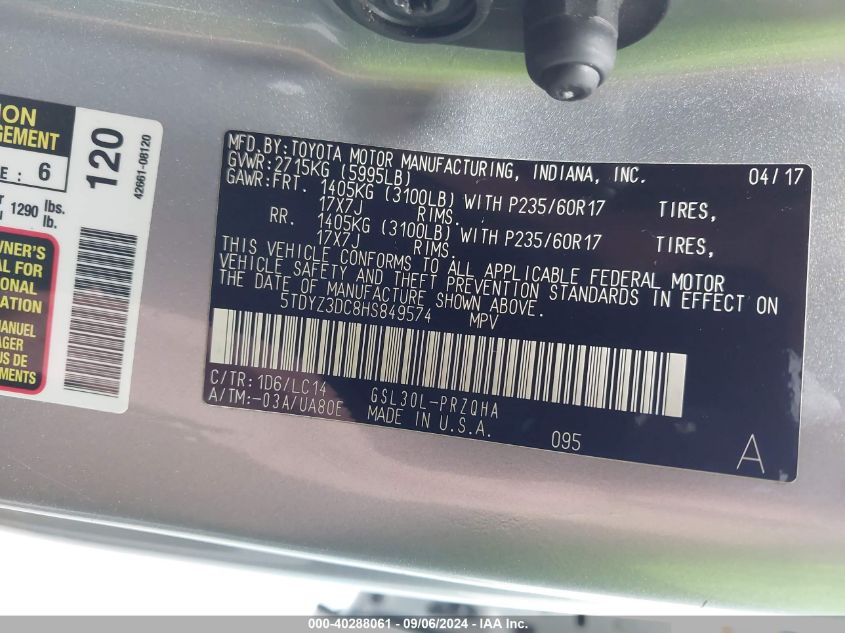 ION
GEMENT
E : 6
1290 lbs.
lb.
120
42661-08120
WNER'S
AL FOR
ONAL
TION
MANUEL
AGER
US DE
MENTS
MFD.BY:TOYOTA MOTOR MANUFACTURING, INDIANA, INC. 04/17
GVWR:2715KG (5995LB)
GAWR:FRT. 1405KG (3100LB) WITH P235/60R17 TIRES,
17X7J RIMS.
RR. 1405KG (3100LB) WITH P235/60R17 TIRES,
17X7J RIMS.
THIS VEHICLE CONFORMS TO ALL APPLICABLE FEDERAL MOTOR
VEHICLE SAFETY AND THEFT PREVENTION STANDARDS IN EFFECT ON
THE DATE OF MANUFACTURE SHOWN ABOVE.
5TDYZ3DC8HS849574 MPV
C/TR:1D6/LC14 GSL30L-PRZQHA
A/TM:-03A/UA80E MADE IN U.S.A.
095
A
000-40288061 - 09/06/2024 - IAA Inc.